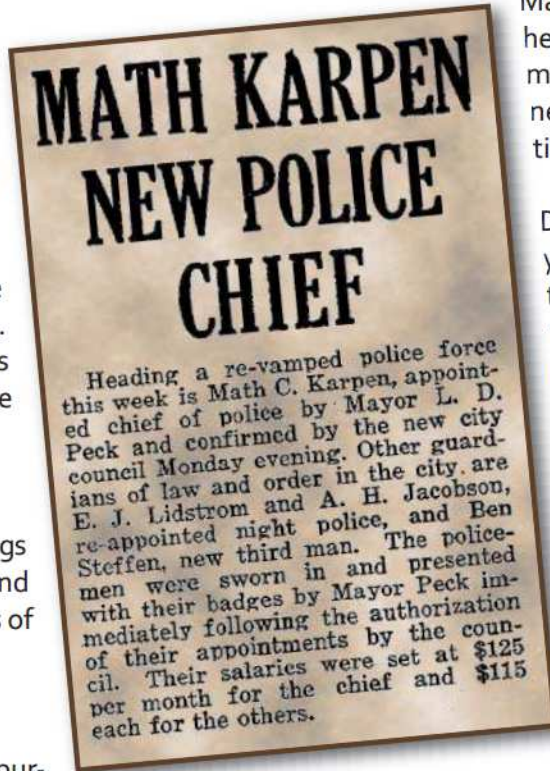 MATH KARPEN
NEW POLICE
CHIEF
Heading a re-vamped police force
this week is Math C. Karpen, appoint-
ed chief of police by Mayor L. D.
Peck and confirmed by the new city
council Monday evening. Other guard-
ians of law and order in the city are
E. J. Lidstrom and A. H. Jacobson,
re-appointed night police, and Ben
Steffen, new third man. The police-
men were sworn in and presented
with their badges by Mayor Peck im-
mediately following the authorization
of their appointments by the coun-
cil. Their salaries were set at $125
per month for the chief and $115
each for the others.